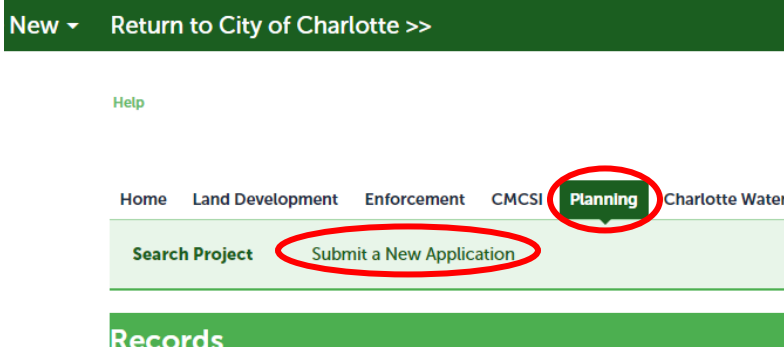 New Return to City of Charlotte >>
Help
Home Land Development Enforcement CMCSI Planning Charlotte Water
Search Project Submit a New Application
Records